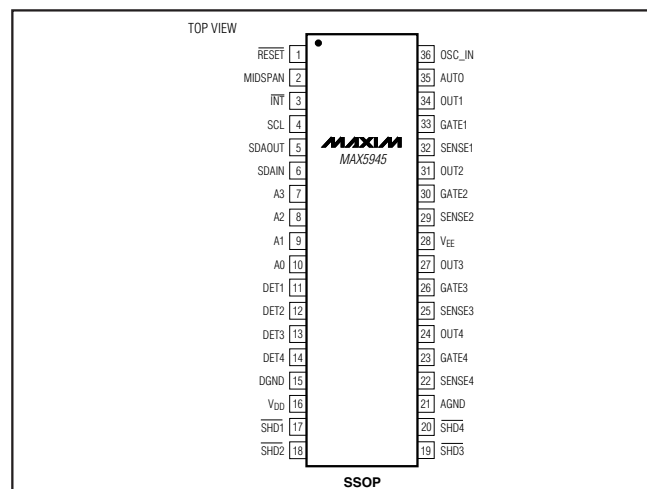 TOP VIEW
RESET 1
MIDSPAN 2
INT 3
SCL 4
SDAOUT 5
SDAIN 6
A3 7
A2 8
A1 9
A0 10
DET1 11
DET2 12
DET3 13
DET4 14
DGND 15
VDD 16
SHD1 17
SHD2 18
MAXIM
MAX5945
36 OSC_IN
35 AUTO
34 OUT1
33 GATE1
32 SENSE1
31 OUT2
30 GATE2
29 SENSE2
28 VEE
27 OUT3
26 GATE3
25 SENSE3
24 OUT4
23 GATE4
22 SENSE4
21 AGND
20 SHD4
19 SHD3
SSOP